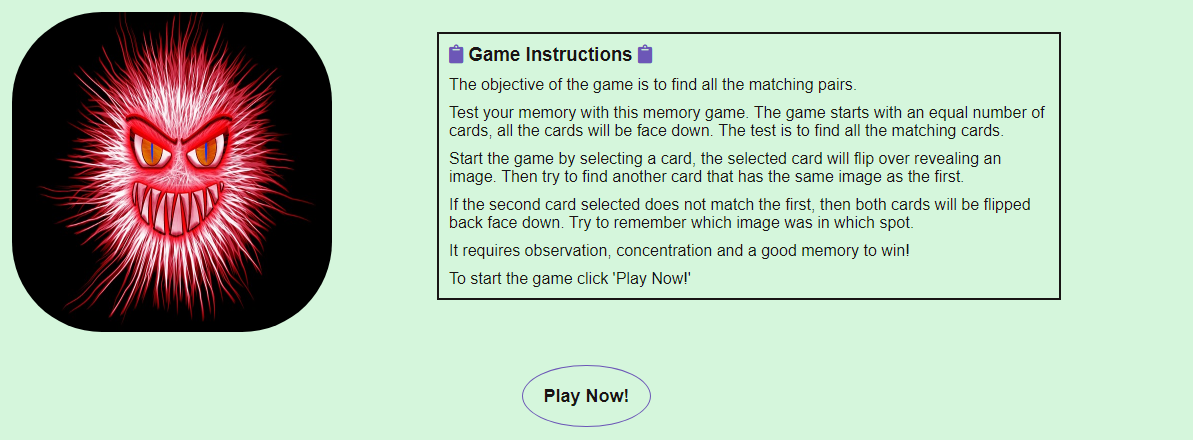 Game Instructions
The objective of the game is to find all the matching pairs.
Test your memory with this memory game. The game starts with an equal number of
cards, all the cards will be face down. The test is to find all the matching cards.
Start the game by selecting a card, the selected card will flip over revealing an
image. Then try to find another card that has the same image as the first.
If the second card selected does not match the first, then both cards will be flipped
back face down. Try to remember which image was in which spot.
It requires observation, concentration and a good memory to win!
To start the game click 'Play Now!'
Play Now!